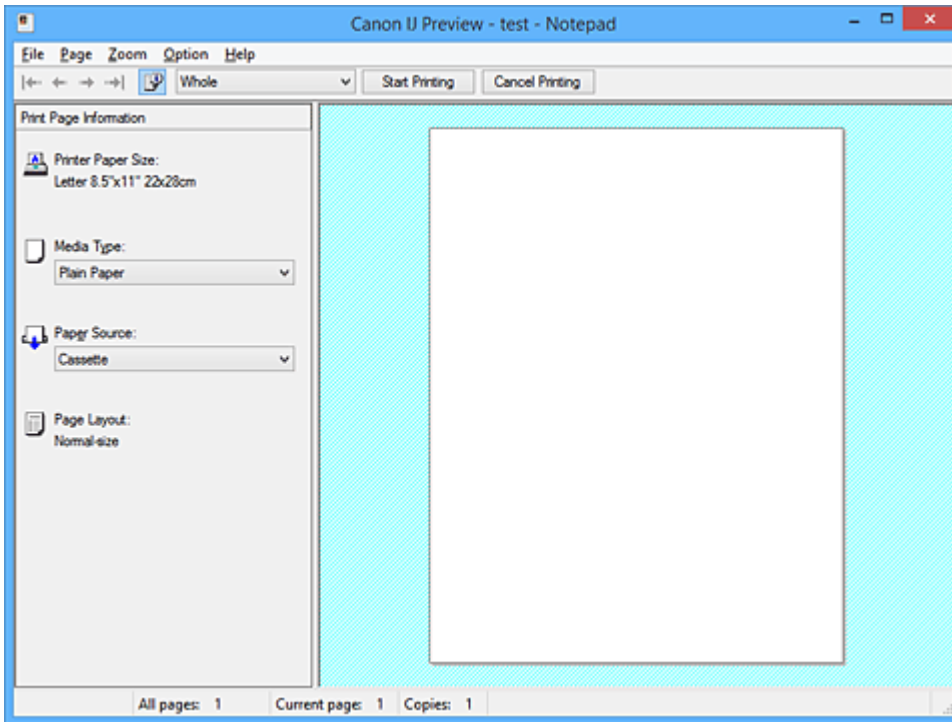 Canon IJ Preview - test - Notepad
File Page Zoom Option Help
Whole Start Printing Cancel Printing
Print Page Information
Printer Paper Size:
Letter 8.5"x11" 22x28cm
Media Type:
Plain Paper
Paper Source:
Cassette
Page Layout:
Normal-size
All pages: 1 Current page: 1 Copies: 1